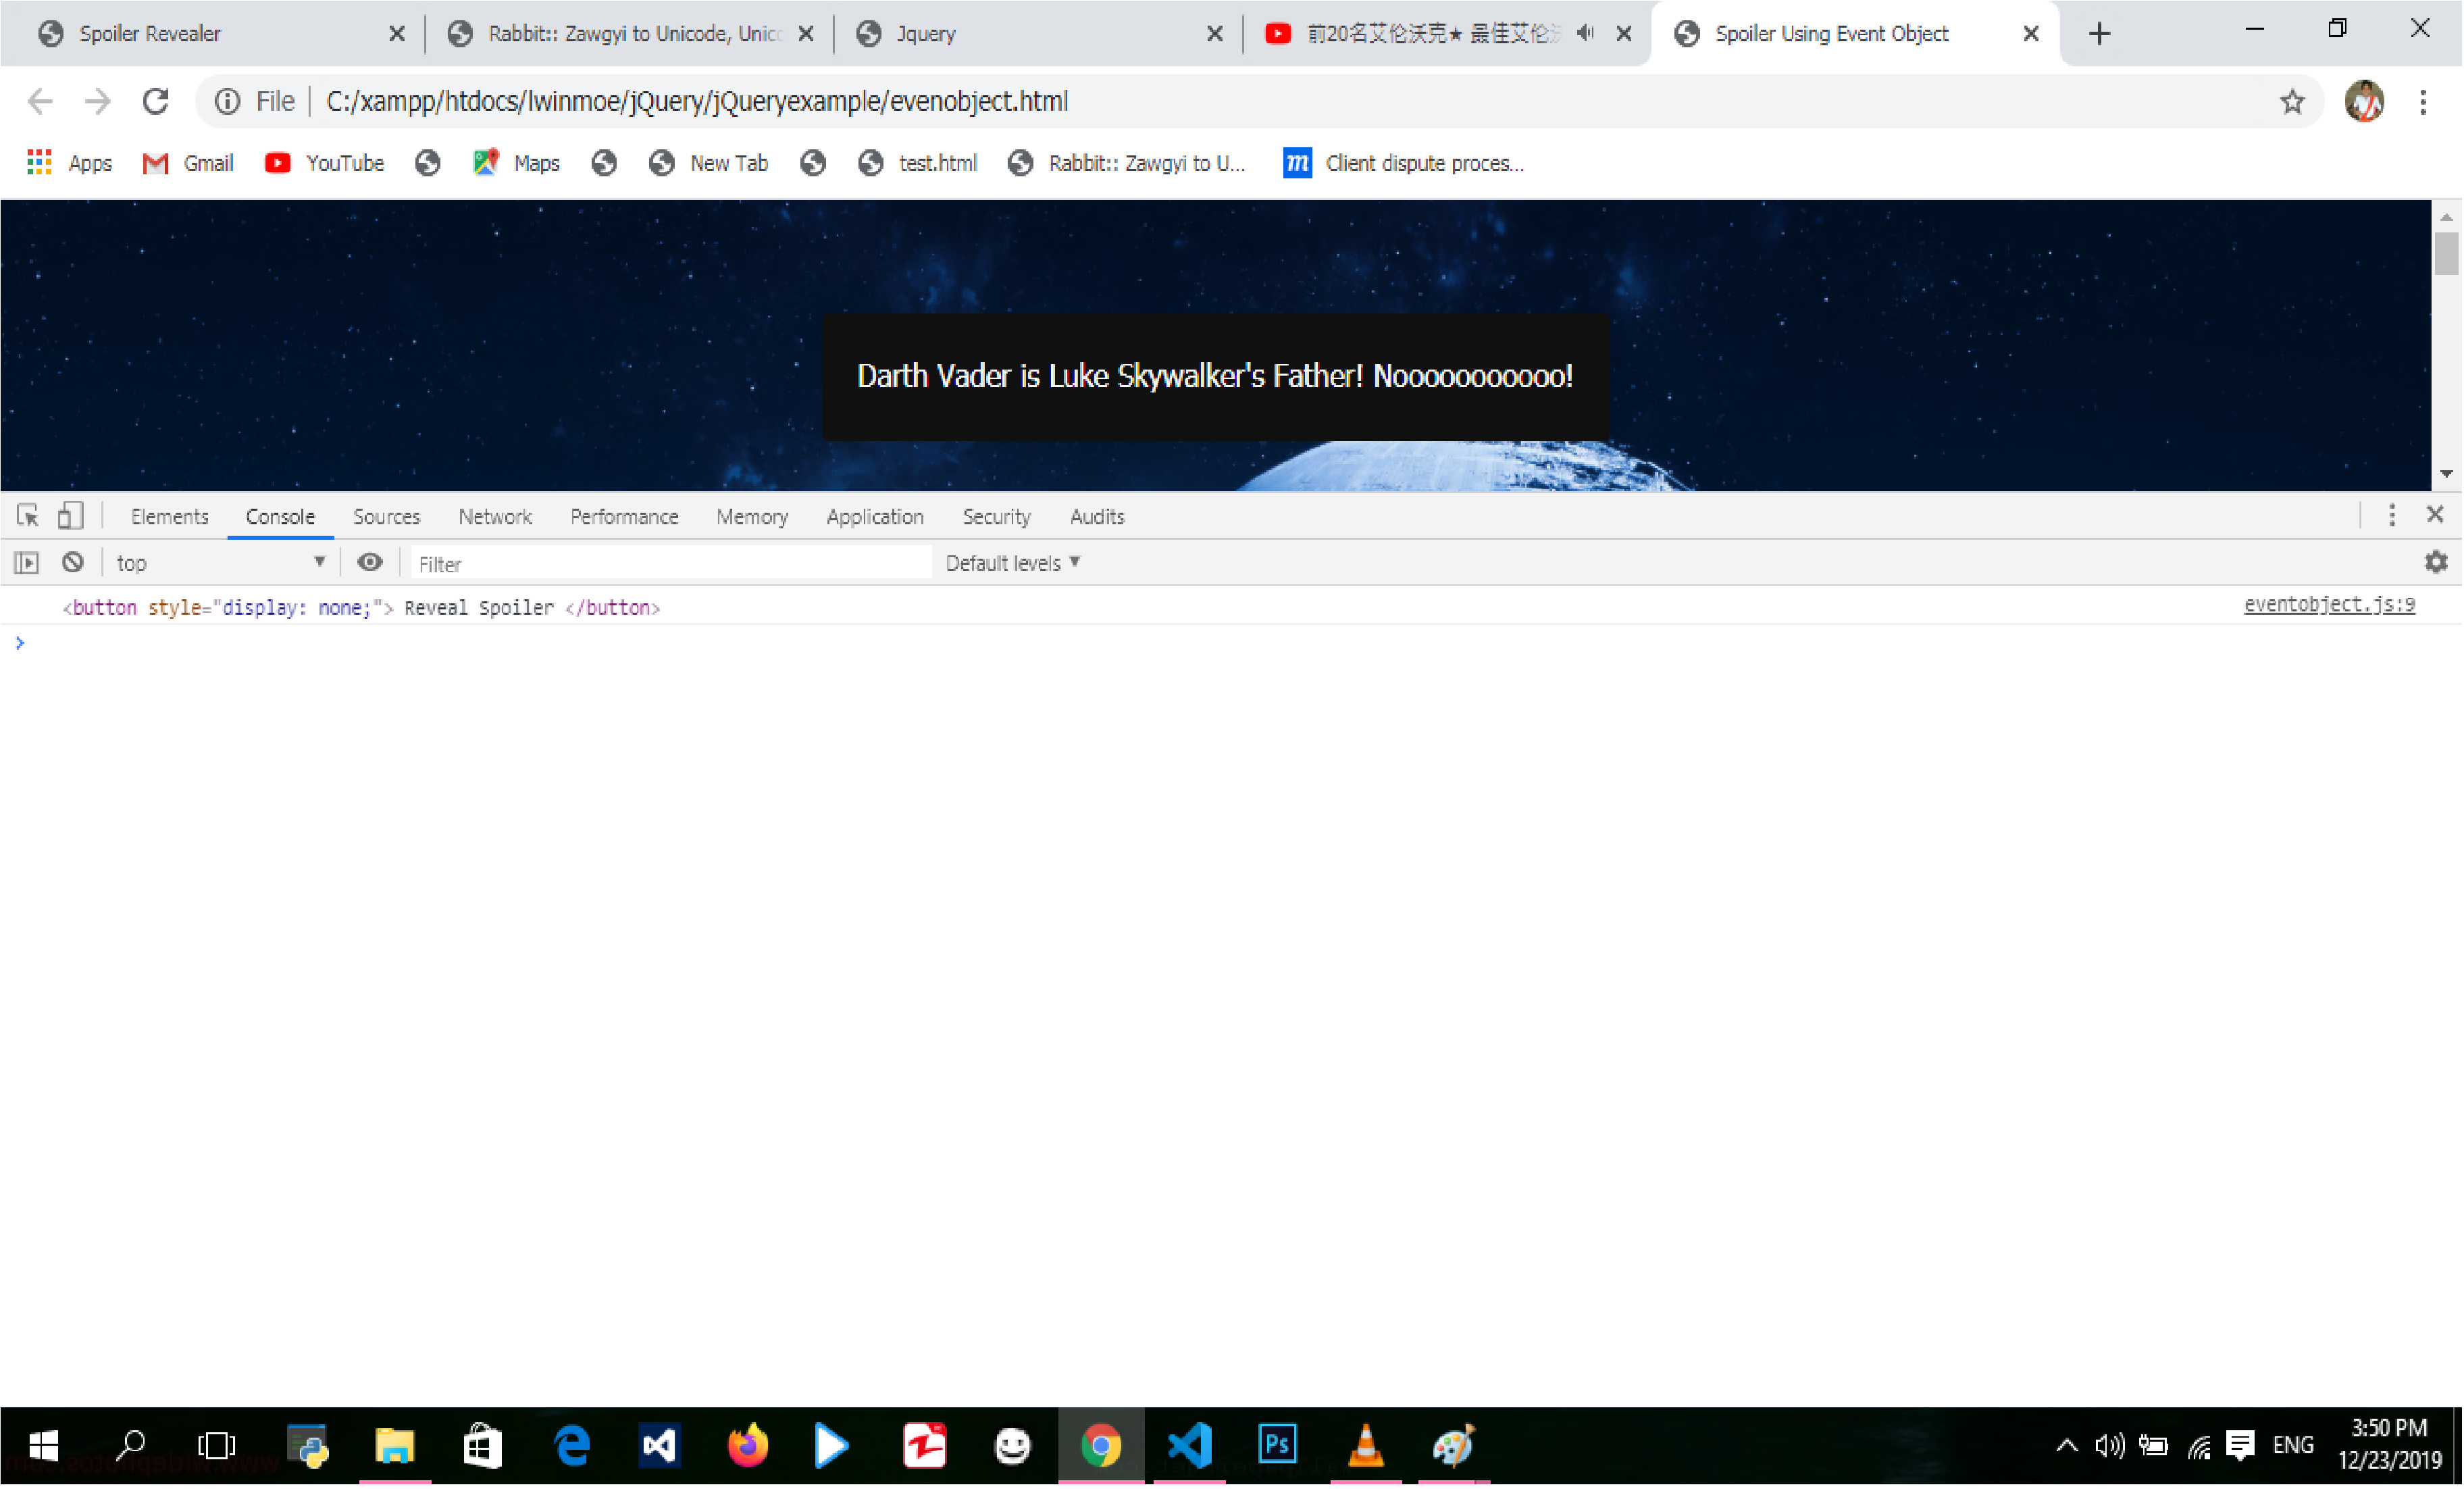 Spoiler Revealer
Rabbit:: Zawgyi to Unicode, Unic
Jquery
前20名艾伦沃克★ 最佳艾伦
Spoiler Using Event Object
File
C:/xampp/htdocs/lwinmoe/jQuery/jQueryexample/evenobject.html
Apps
Gmail
YouTube
Maps
New Tab
test.html
Rabbit:: Zawgyi to U...
Client dispute proces...
Darth Vader is Luke Skywalker's Father! Nooooooooooo!
Elements Console Sources Network Performance Memory Application Security Audits
top
Filter
Default levels
<button style="display: none;"> Reveal Spoiler </button>
eventobject.js:9
Ps
ENG
3:50 PM
12/23/2019